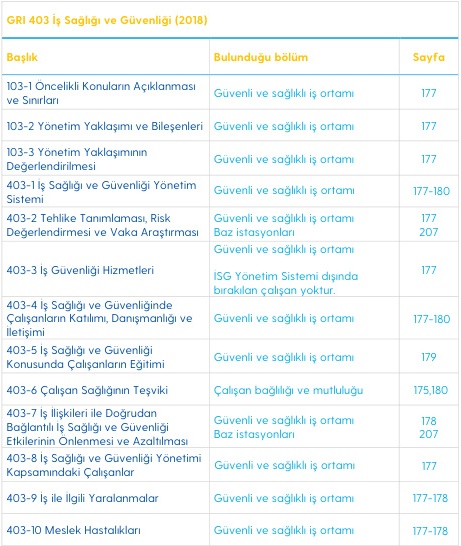 GRI 403 İş Sağlığı ve Güvenliği (2018)
Başlık Bulunduğu bölüm Sayfa
103-1 Öncelikli Konuların Açıklanması
ve Sınırları
Güvenli ve sağlıklı iş ortamı 177
103-2 Yönetim Yaklaşımı ve Bileşenleri Güvenli ve sağlıklı iş ortamı 177
103-3 Yönetim Yaklaşımının
Değerlendirilmesi
Güvenli ve sağlıklı iş ortamı 177
403-1 İş Sağlığı ve Güvenliği Yönetim
Sistemi
Güvenli ve sağlıklı iş ortamı 177-180
403-2 Tehlike Tanımlaması, Risk
Değerlendirmesi ve Vaka Araştırması
Güvenli ve sağlıklı iş ortamı 177
Baz istasyonları 207
403-3 İş Güvenliği Hizmetleri
Güvenli ve sağlıklı iş ortamı
İSG Yönetim Sistemi dışında
bırakılan çalışan yoktur.
177
403-4 İş Sağlığı ve Güvenliğinde
Çalışanların Katılımı, Danışmanlığı ve
İletişimi
Güvenli ve sağlıklı iş ortamı 177-180
403-5 İş Sağlığı ve Güvenliği
Konusunda Çalışanların Eğitimi
Güvenli ve sağlıklı iş ortamı 179
403-6 Çalışan Sağlığının Teşviki Çalışan bağlılığı ve mutluluğu 175,180
403-7 İş İlişkileri ile Doğrudan
Bağlantılı İş Sağlığı ve Güvenliği
Etkilerinin Önlenmesi ve Azaltılması
Güvenli ve sağlıklı iş ortamı 178
Baz istasyonları 207
403-8 İş Sağlığı ve Güvenliği Yönetimi
Kapsamındaki Çalışanlar
Güvenli ve sağlıklı iş ortamı 177
403-9 İş ile İlgili Yaralanmalar Güvenli ve sağlıklı iş ortamı 177-178
403-10 Meslek Hastalıkları Güvenli ve sağlıklı iş ortamı 177-178